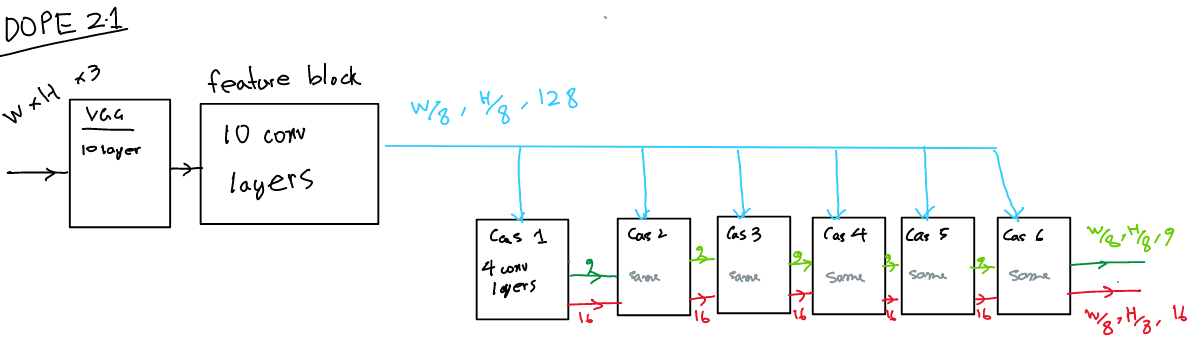 DOPE 2.1
W×H ×3
VGG
10 layer
feature block
10 conv
layers
W/8, H/8, 128
Cas 1
4 conv
layers
9
16
Cas 2
same
9
16
Cas 3
same
9
16
Cas 4
Same
9
16
Cas 5
Same
9
16
Cas 6
Same
W/8, H/8, 9
W/8, H/8, 16